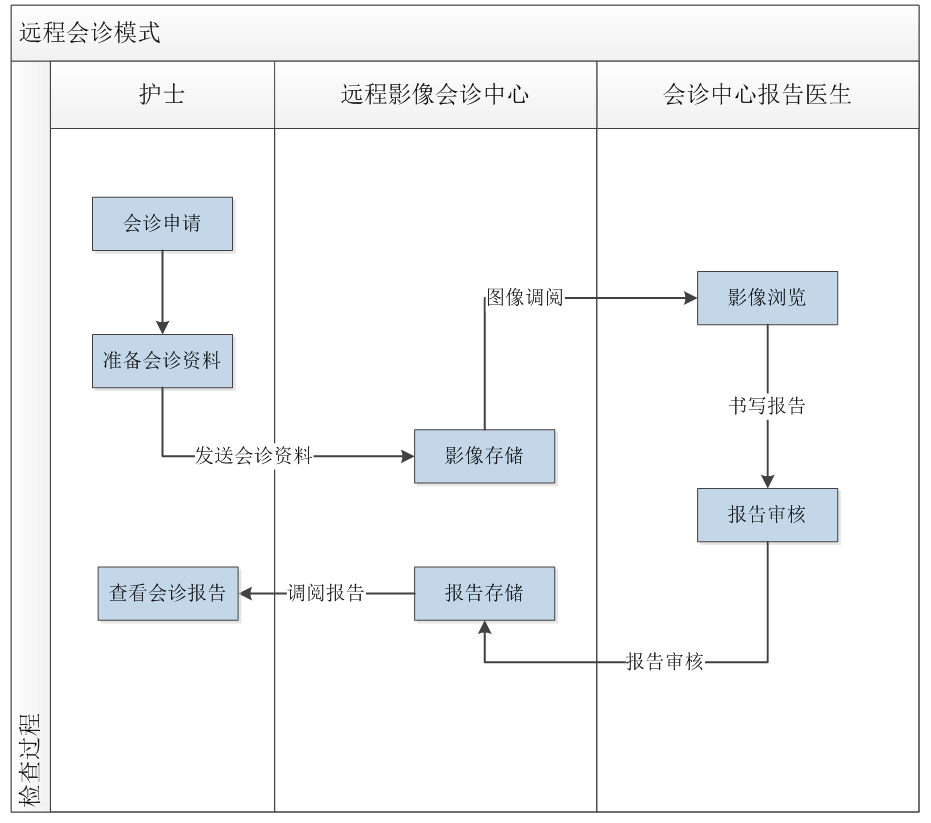 远程会诊模式
护士
远程影像会诊中心
会诊中心报告医生
会诊申请
图像调阅
影像浏览
准备会诊资料
书写报告
发送会诊资料
影像存储
报告审核
查看会诊报告
调阅报告
报告存储
报告审核
检查过程